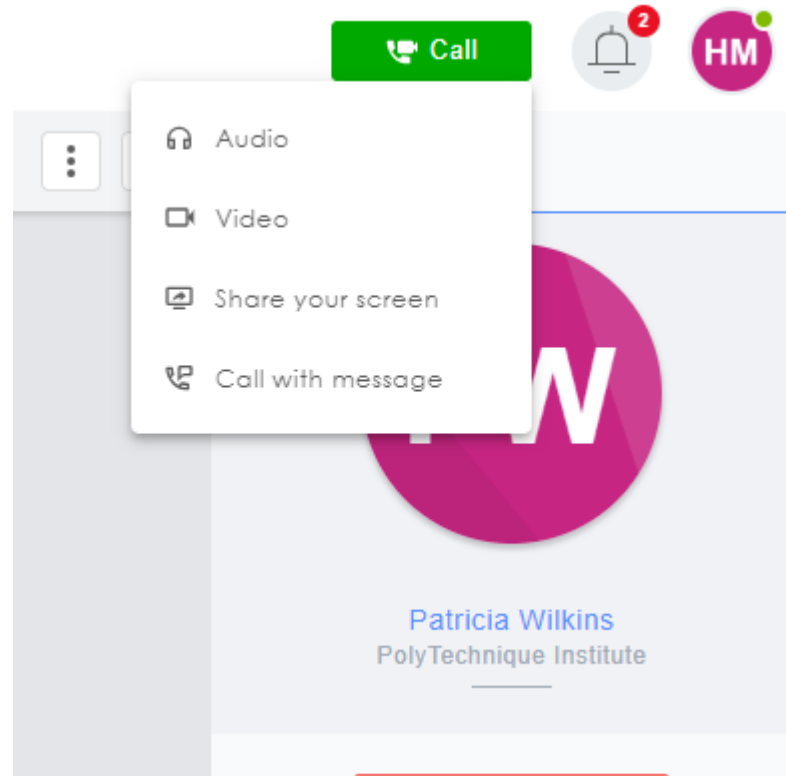 Call
2
HM
Audio
Video
Share your screen
Call with message
W
Patricia Wilkins
PolyTechnique Institute